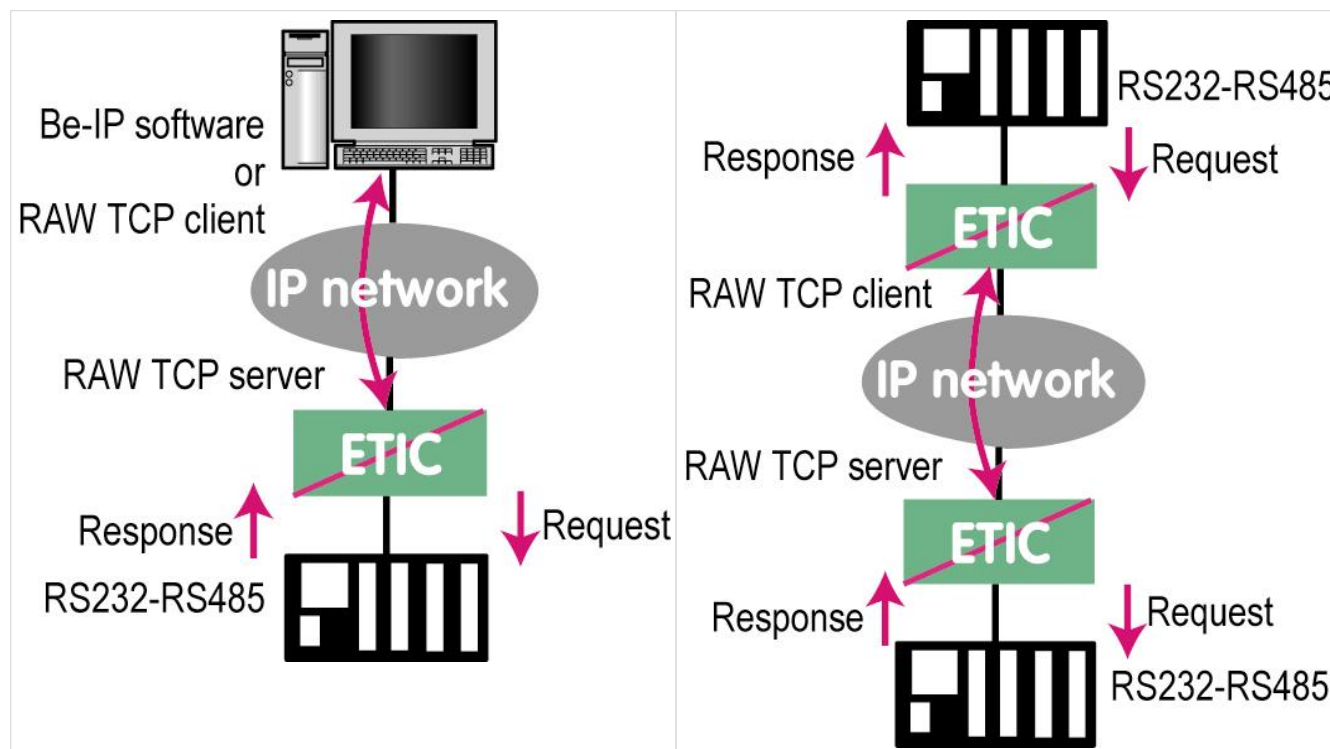 Be-IP software
or
RAW TCP client
IP network
RAW TCP server
ETIC
Response
Request
RS232-RS485
RS232-RS485
Response
Request
ETIC
RAW TCP client
IP network
RAW TCP server
ETIC
Response
Request
RS232-RS485